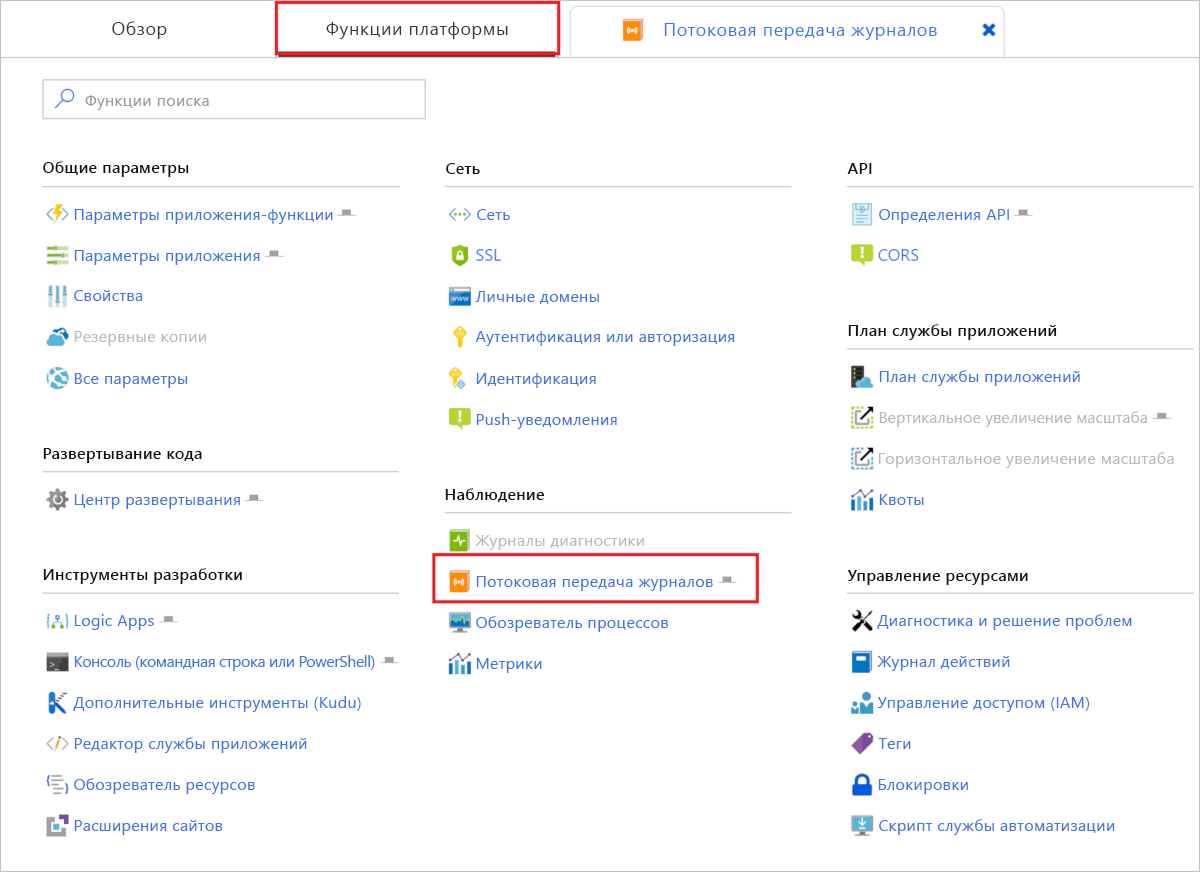 Обзор
Функции платформы
Потоковая передача журналов
Функции поиска
Общие параметры
Параметры приложения-функции
Параметры приложения
Свойства
Резервные копии
Все параметры
Развертывание кода
Центр развертывания
Инструменты разработки
Logic Apps
Консоль (командная строка или PowerShell)
Дополнительные инструменты (Kudu)
Редактор службы приложений
Обозреватель ресурсов
Расширения сайтов
Сеть
Сеть
SSL
www
Личные домены
Аутентификация или авторизация
Идентификация
Push-уведомления
Наблюдение
Журналы диагностики
Потоковая передача журналов
Обозреватель процессов
Метрики
API
Определения API
CORS
План службы приложений
План службы приложений
Вертикальное увеличение масштаба
Горизонтальное увеличение масштаба
Квоты
Управление ресурсами
Диагностика и решение проблем
Журнал действий
Управление доступом (IAM)
Теги
Блокировки
Скрипт службы автоматизации